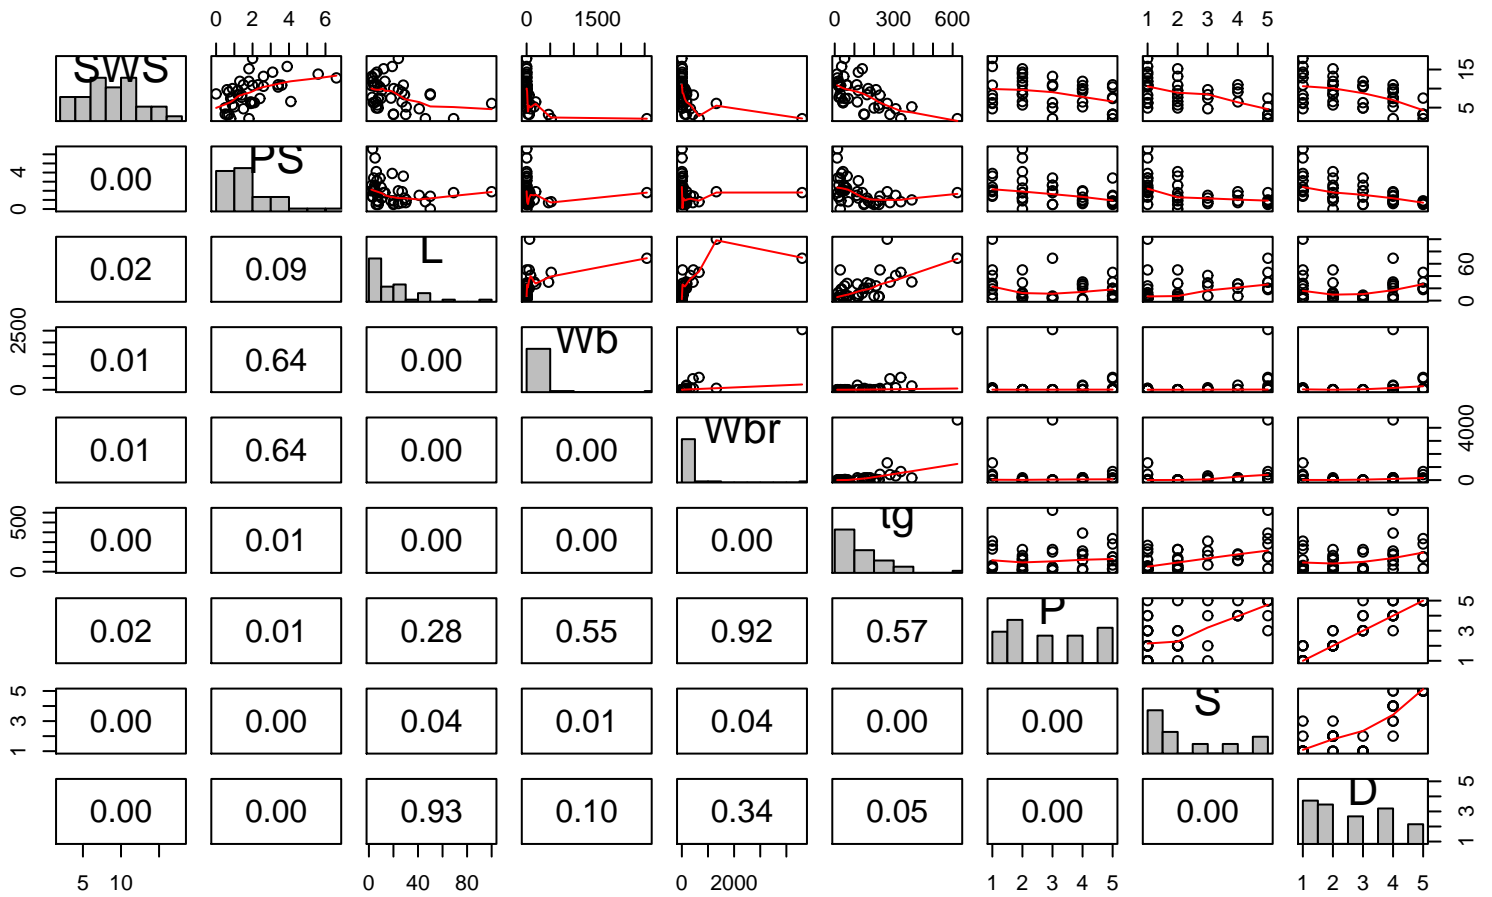 0 2 4 6 0 1500 0 300 600 1 2 3 4 5
SWS 5 15
0 4 0.00 PS
0.02 0.09 L 0 60
0 2500 0.01 0.64 0.00 Wb
0.01 0.64 0.00 0.00 Wbr 0 4000
0 500 0.00 0.01 0.00 0.00 0.00 tg
0.02 0.01 0.28 0.55 0.92 0.57 P 1 3 5
1 3 5 0.00 0.00 0.04 0.01 0.04 0.00 0.00 S
0.00 0.00 0.93 0.10 0.34 0.05 0.00 0.00 D 1 3 5
5 10 0 40 80 0 2000 1 2 3 4 5 1 2 3 4 5